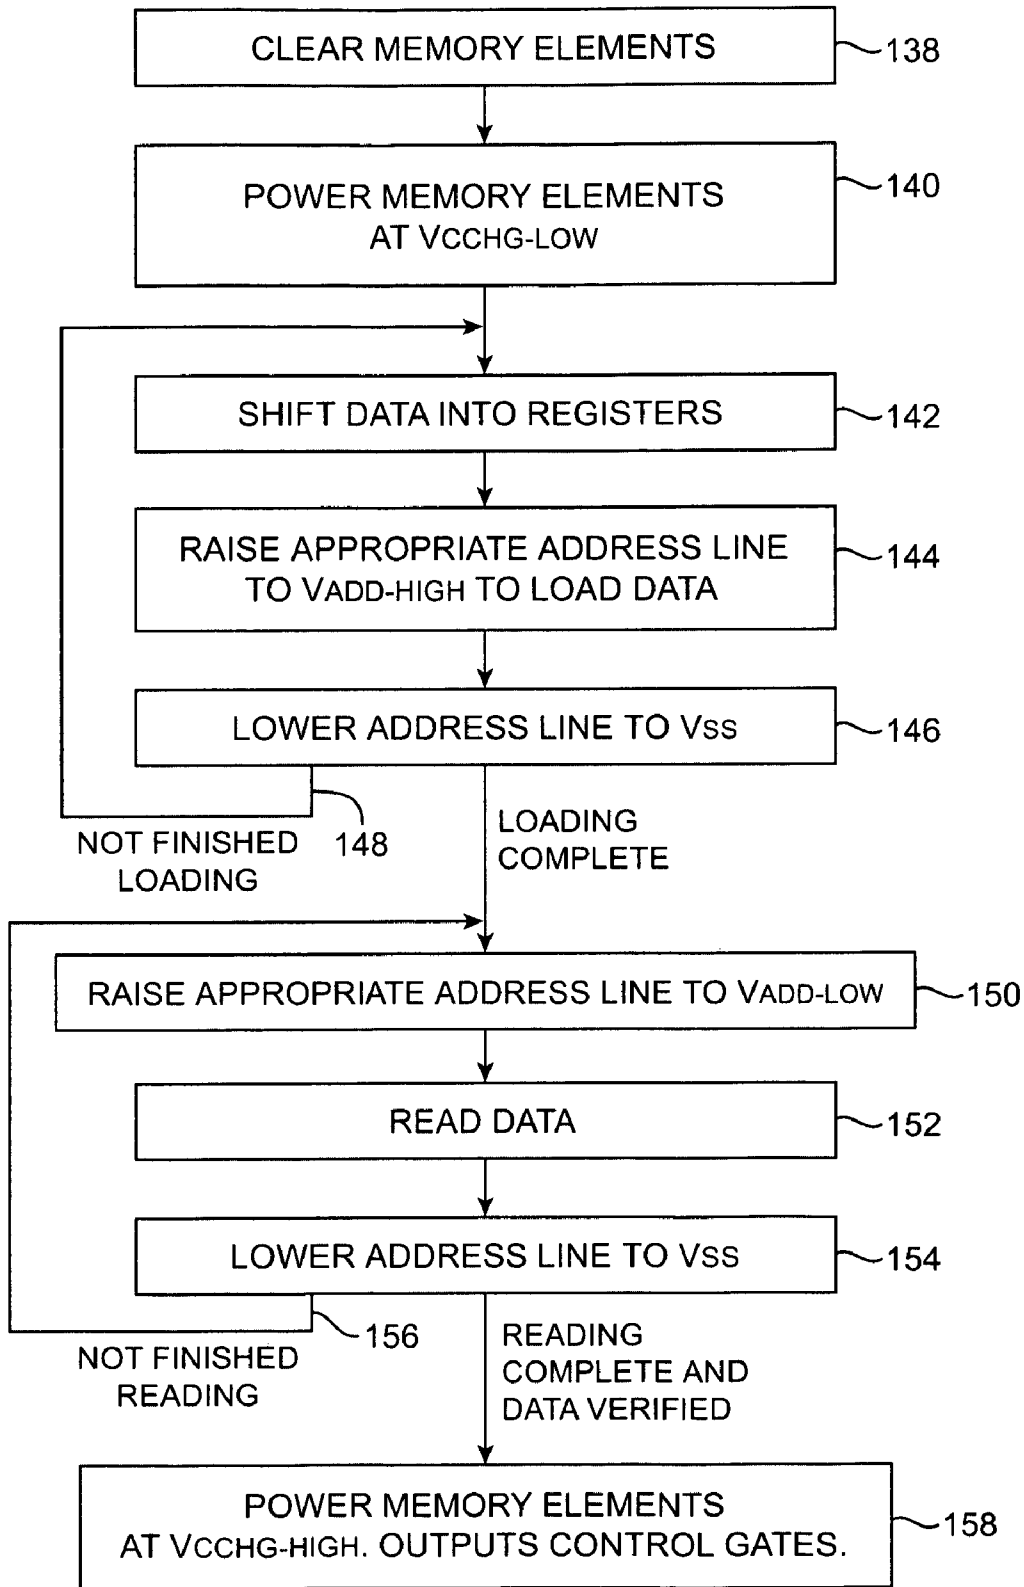 CLEAR MEMORY ELEMENTS
138
POWER MEMORY ELEMENTS
AT VCCHG-LOW
140
SHIFT DATA INTO REGISTERS
142
RAISE APPROPRIATE ADDRESS LINE
TO VADD-HIGH TO LOAD DATA
144
LOWER ADDRESS LINE TO VSS
146
NOT FINISHED
LOADING
148
LOADING
COMPLETE
RAISE APPROPRIATE ADDRESS LINE TO VADD-LOW
150
READ DATA
152
LOWER ADDRESS LINE TO VSS
154
NOT FINISHED
READING
156
READING
COMPLETE AND
DATA VERIFIED
POWER MEMORY ELEMENTS
AT VCCHG-HIGH. OUTPUTS CONTROL GATES.
158